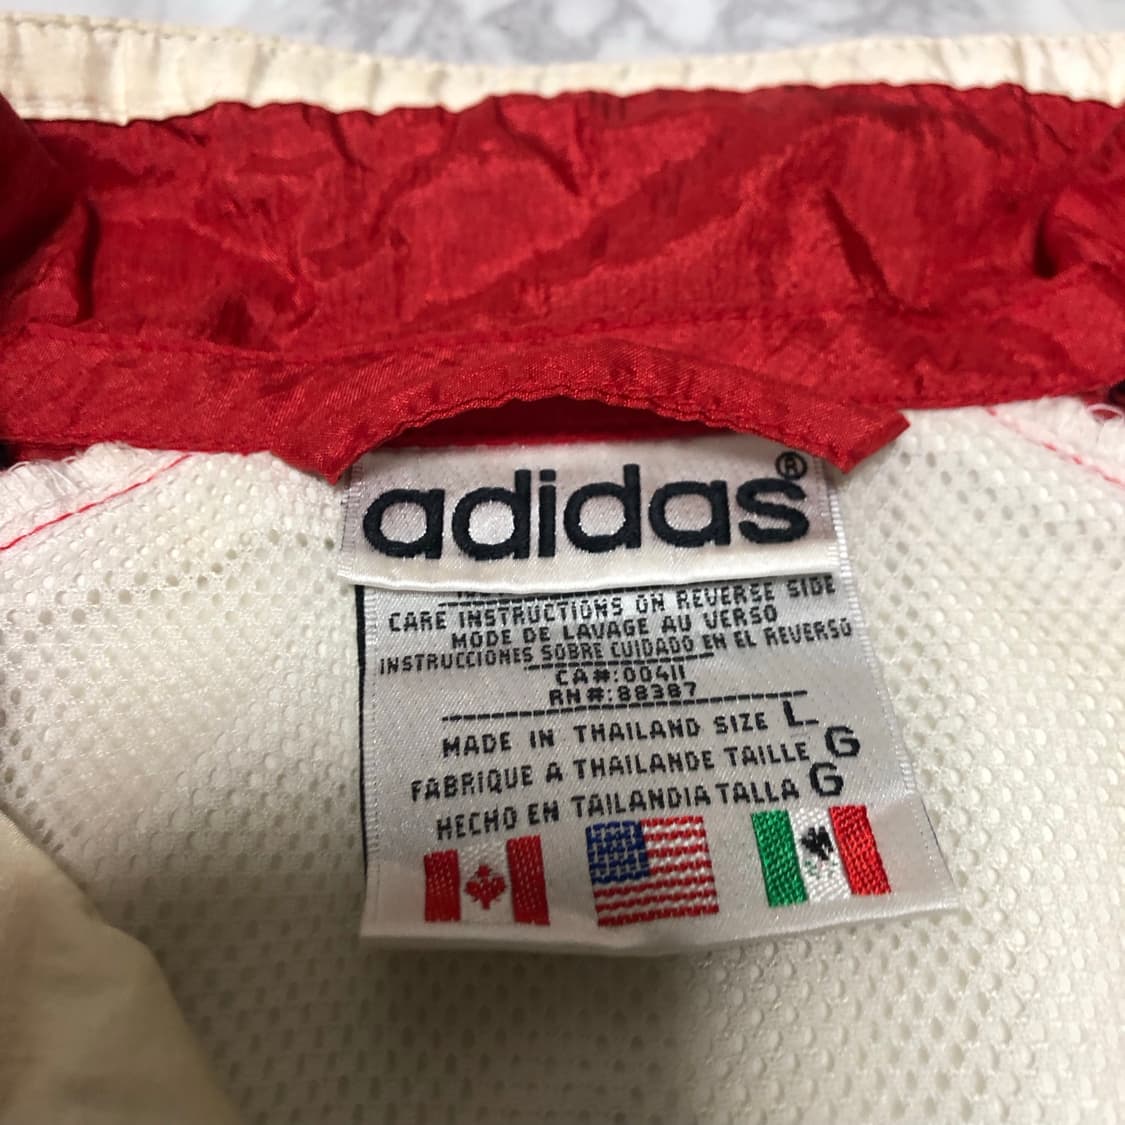 adidas®
CARE INSTRUCTIONS ON REVERSE SIDE
MODE DE LAVAGE AU VERSO
INSTRUCCIONES SOBRE CUIDADO EN EL REVERSO
CA#:00411
RN#:88387
MADE IN THAILAND SIZE L
FABRIQUE A THAILANDE TAILLE G
HECHO EN TAILANDIA TALLA G